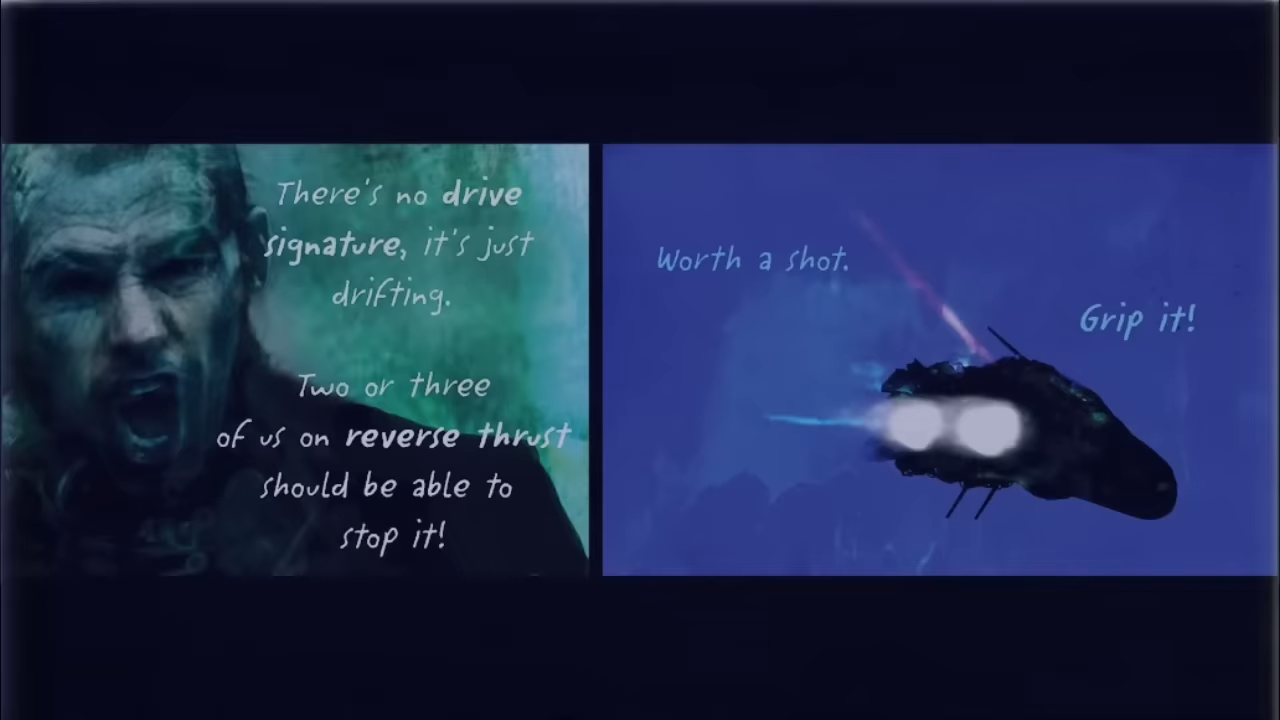 There's no drive
signature, it's just
drifting.
Two or three
of us on reverse thrust
should be able to
stop it!
Worth a shot.
Grip it!